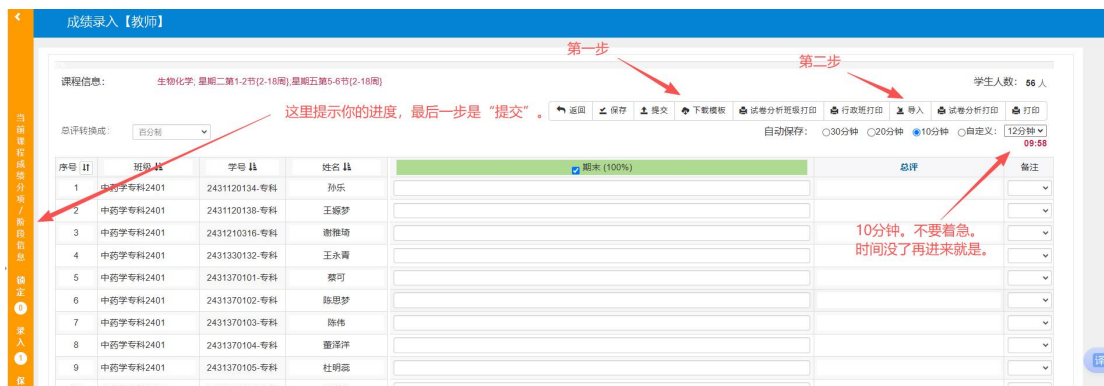 成绩录入【教师】
第一步
第二步
课程信息： 生物化学; 星期二第1-2节{2-18周};星期五第5-6节{2-18周} 学生人数：56 人
这里提示你的进度，最后一步是“提交”。
返回 保存 提交 下载模板 试卷分析班级打印 行政班打印 导入 试卷分析打印 打印
总评转换成： 百分制 自动保存： 30分钟 20分钟 10分钟 自定义： 12分钟
09:58
序号 班级 学号 姓名 期末 (100%) 总评 备注
1 中药学专科2401 2431120134-专科 孙乐
2 中药学专科2401 2431120138-专科 王娜梦
3 中药学专科2401 2431210316-专科 谢雅琦
4 中药学专科2401 2431330132-专科 王永青
5 中药学专科2401 2431370101-专科 蔡可
6 中药学专科2401 2431370102-专科 陈思梦
7 中药学专科2401 2431370103-专科 陈伟
8 中药学专科2401 2431370104-专科 董泽洋
9 中药学专科2401 2431370105-专科 杜明蕊
10分钟。不要着急。
时间没了再进来就是。
当前课程成绩分项/阶段信息 锁定 0 录入 1 保
译